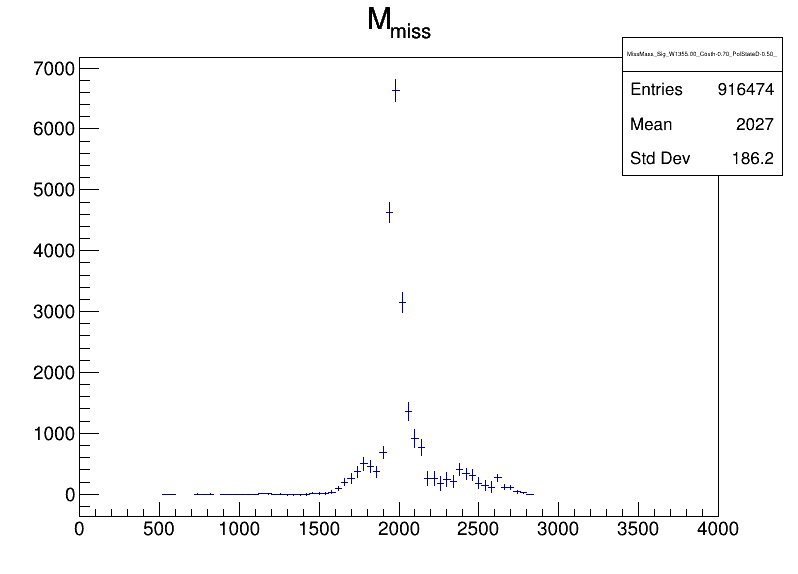 M_miss
MissMass_Sig_W1355.00_Costh-0.70_PolStateD-0.50_
Entries 916474
Mean 2027
Std Dev 186.2
7000
6000
5000
4000
3000
2000
1000
0
0 500 1000 1500 2000 2500 3000 3500 4000